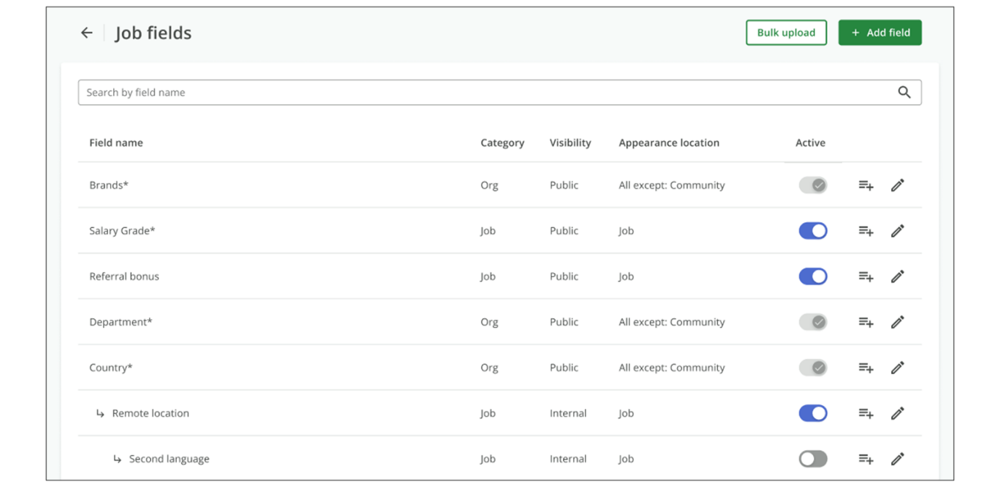 Job fields
Bulk upload
+ Add field
Search by field name
Field name Category Visibility Appearance location Active
Brands* Org Public All except: Community
Salary Grade* Job Public Job
Referral bonus Job Public Job
Department* Org Public All except: Community
Country* Org Public All except: Community
↳ Remote location Job Internal Job
↳ Second language Job Internal Job